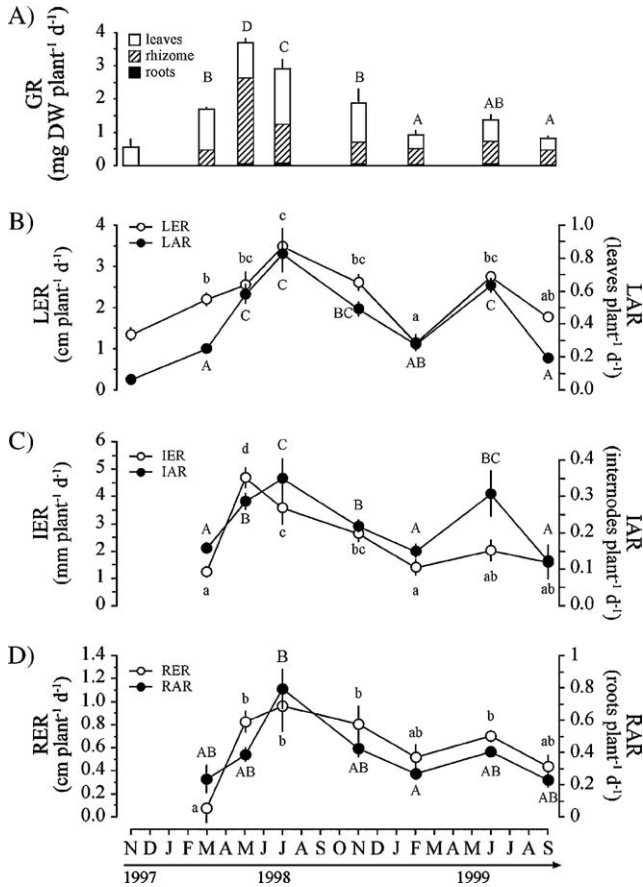 A)
GR
(mg DW plant⁻¹ d⁻¹)
4
3
2
1
0
leaves
rhizome
roots
B
D
C
B
A
AB
A
B)
LER
(cm plant⁻¹ d⁻¹)
4
3
2
1
0
LER
LAR
b
bc
c
bc
a
bc
ab
A
C
C
BC
AB
C
A
1.0
0.8
0.6
0.4
0.2
0.0
LAR
(leaves plant⁻¹ d⁻¹)
C)
IER
(mm plant⁻¹ d⁻¹)
6
5
4
3
2
1
0
IER
IAR
A
d
C
B
A
BC
A
a
B
c
bc
a
ab
ab
0.4
0.3
0.2
0.1
0.0
IAR
(internodes plant⁻¹ d⁻¹)
D)
RER
(cm plant⁻¹ d⁻¹)
1.4
1.2
1.0
0.8
0.6
0.4
0.2
0.0
RER
RAR
AB
b
B
b
ab
b
ab
a
AB
b
AB
A
AB
AB
1
0.8
0.6
0.4
0.2
0
RAR
(roots plant⁻¹ d⁻¹)
N D J F M A M J J A S O N D J F M A M J J A S
1997 1998 1999